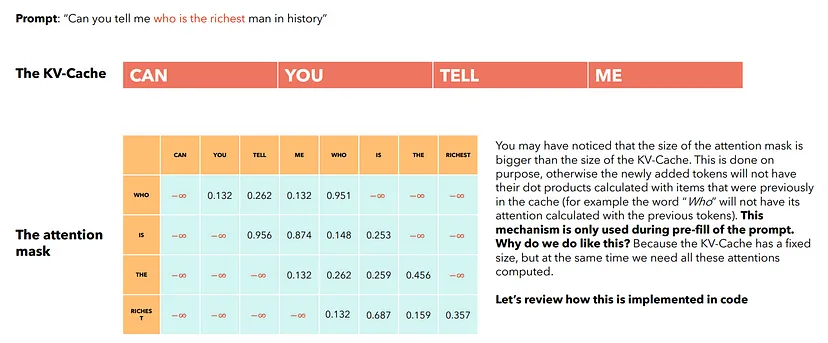 Prompt: “Can you tell me who is the richest man in history”
The KV-Cache
CAN YOU TELL ME
The attention
mask
CAN YOU TELL ME WHO IS THE RICHEST
WHO −∞ 0.132 0.262 0.132 0.951 −∞ −∞ −∞
IS −∞ −∞ 0.956 0.874 0.148 0.253 −∞ −∞
THE −∞ −∞ −∞ 0.132 0.262 0.259 0.456 −∞
RICHES
T −∞ −∞ −∞ −∞ 0.132 0.687 0.159 0.357
You may have noticed that the size of the attention mask is
bigger than the size of the KV-Cache. This is done on
purpose, otherwise the newly added tokens will not have
their dot products calculated with items that were previously
in the cache (for example the word “Who” will not have its
attention calculated with the previous tokens). This
mechanism is only used during pre-fill of the prompt.
Why do we do like this? Because the KV-Cache has a fixed
size, but at the same time we need all these attentions
computed.
Let’s review how this is implemented in code